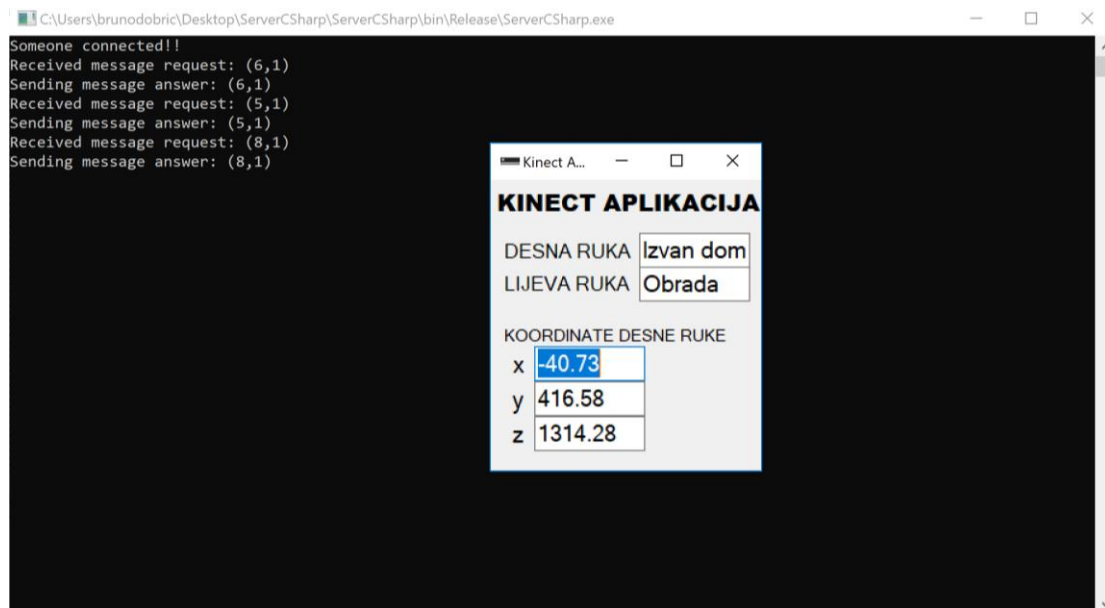 C:\Users\brunodobric\Desktop\ServerCSharp\ServerCSharp\bin\Release\ServerCSharp.exe
Someone connected!!
Received message request: (6,1)
Sending message answer: (6,1)
Received message request: (5,1)
Sending message answer: (5,1)
Received message request: (8,1)
Sending message answer: (8,1)
Kinect A...
KINECT APLIKACIJA
DESNA RUKA Izvan dom
LIJEVA RUKA Obrada
KOORDINATE DESNE RUKE
x -40.73
y 416.58
z 1314.28